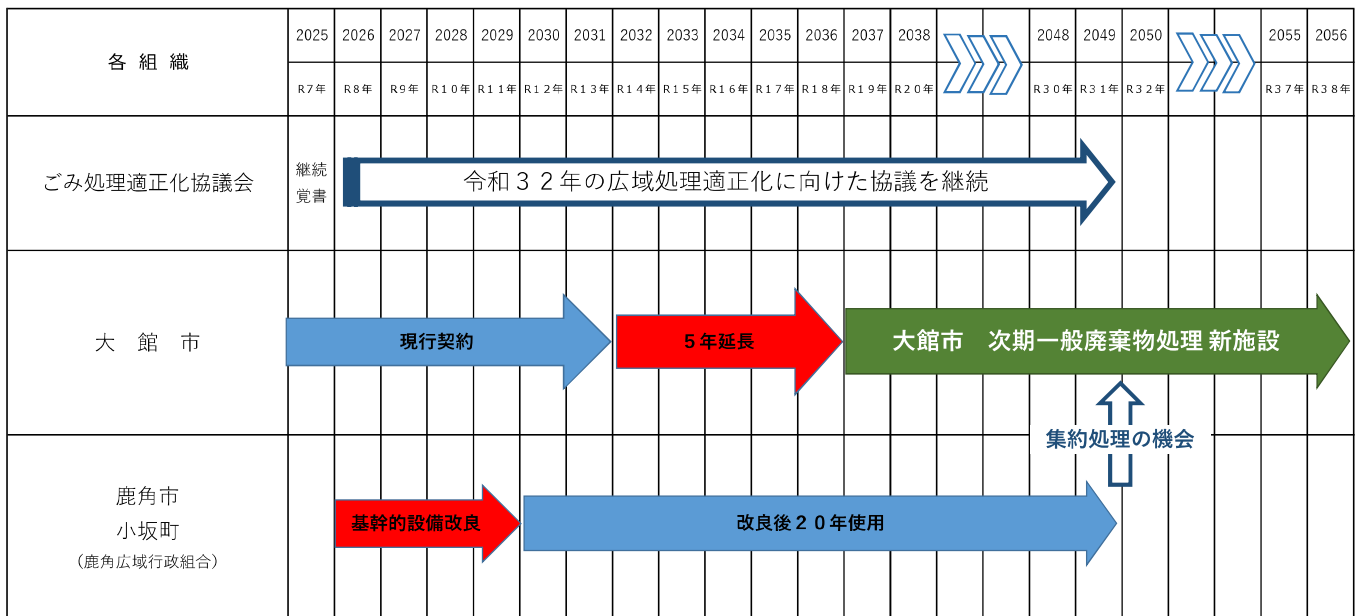 各 組 織
2025 2026 2027 2028 2029 2030 2031 2032 2033 2034 2035 2036 2037 2038 2048 2049 2050 2055 2056
R7年 R8年 R9年 R10年 R11年 R12年 R13年 R14年 R15年 R16年 R17年 R18年 R19年 R20年 R30年 R31年 R32年 R37年 R38年
ごみ処理適正化協議会
継続
覚書
令和32年の広域処理適正化に向けた協議を継続
大 館 市
現行契約
5年延長
大館市 次期一般廃棄物処理 新施設
集約処理の機会
鹿角市
小坂町
(鹿角広域行政組合)
基幹的設備改良
改良後20年使用